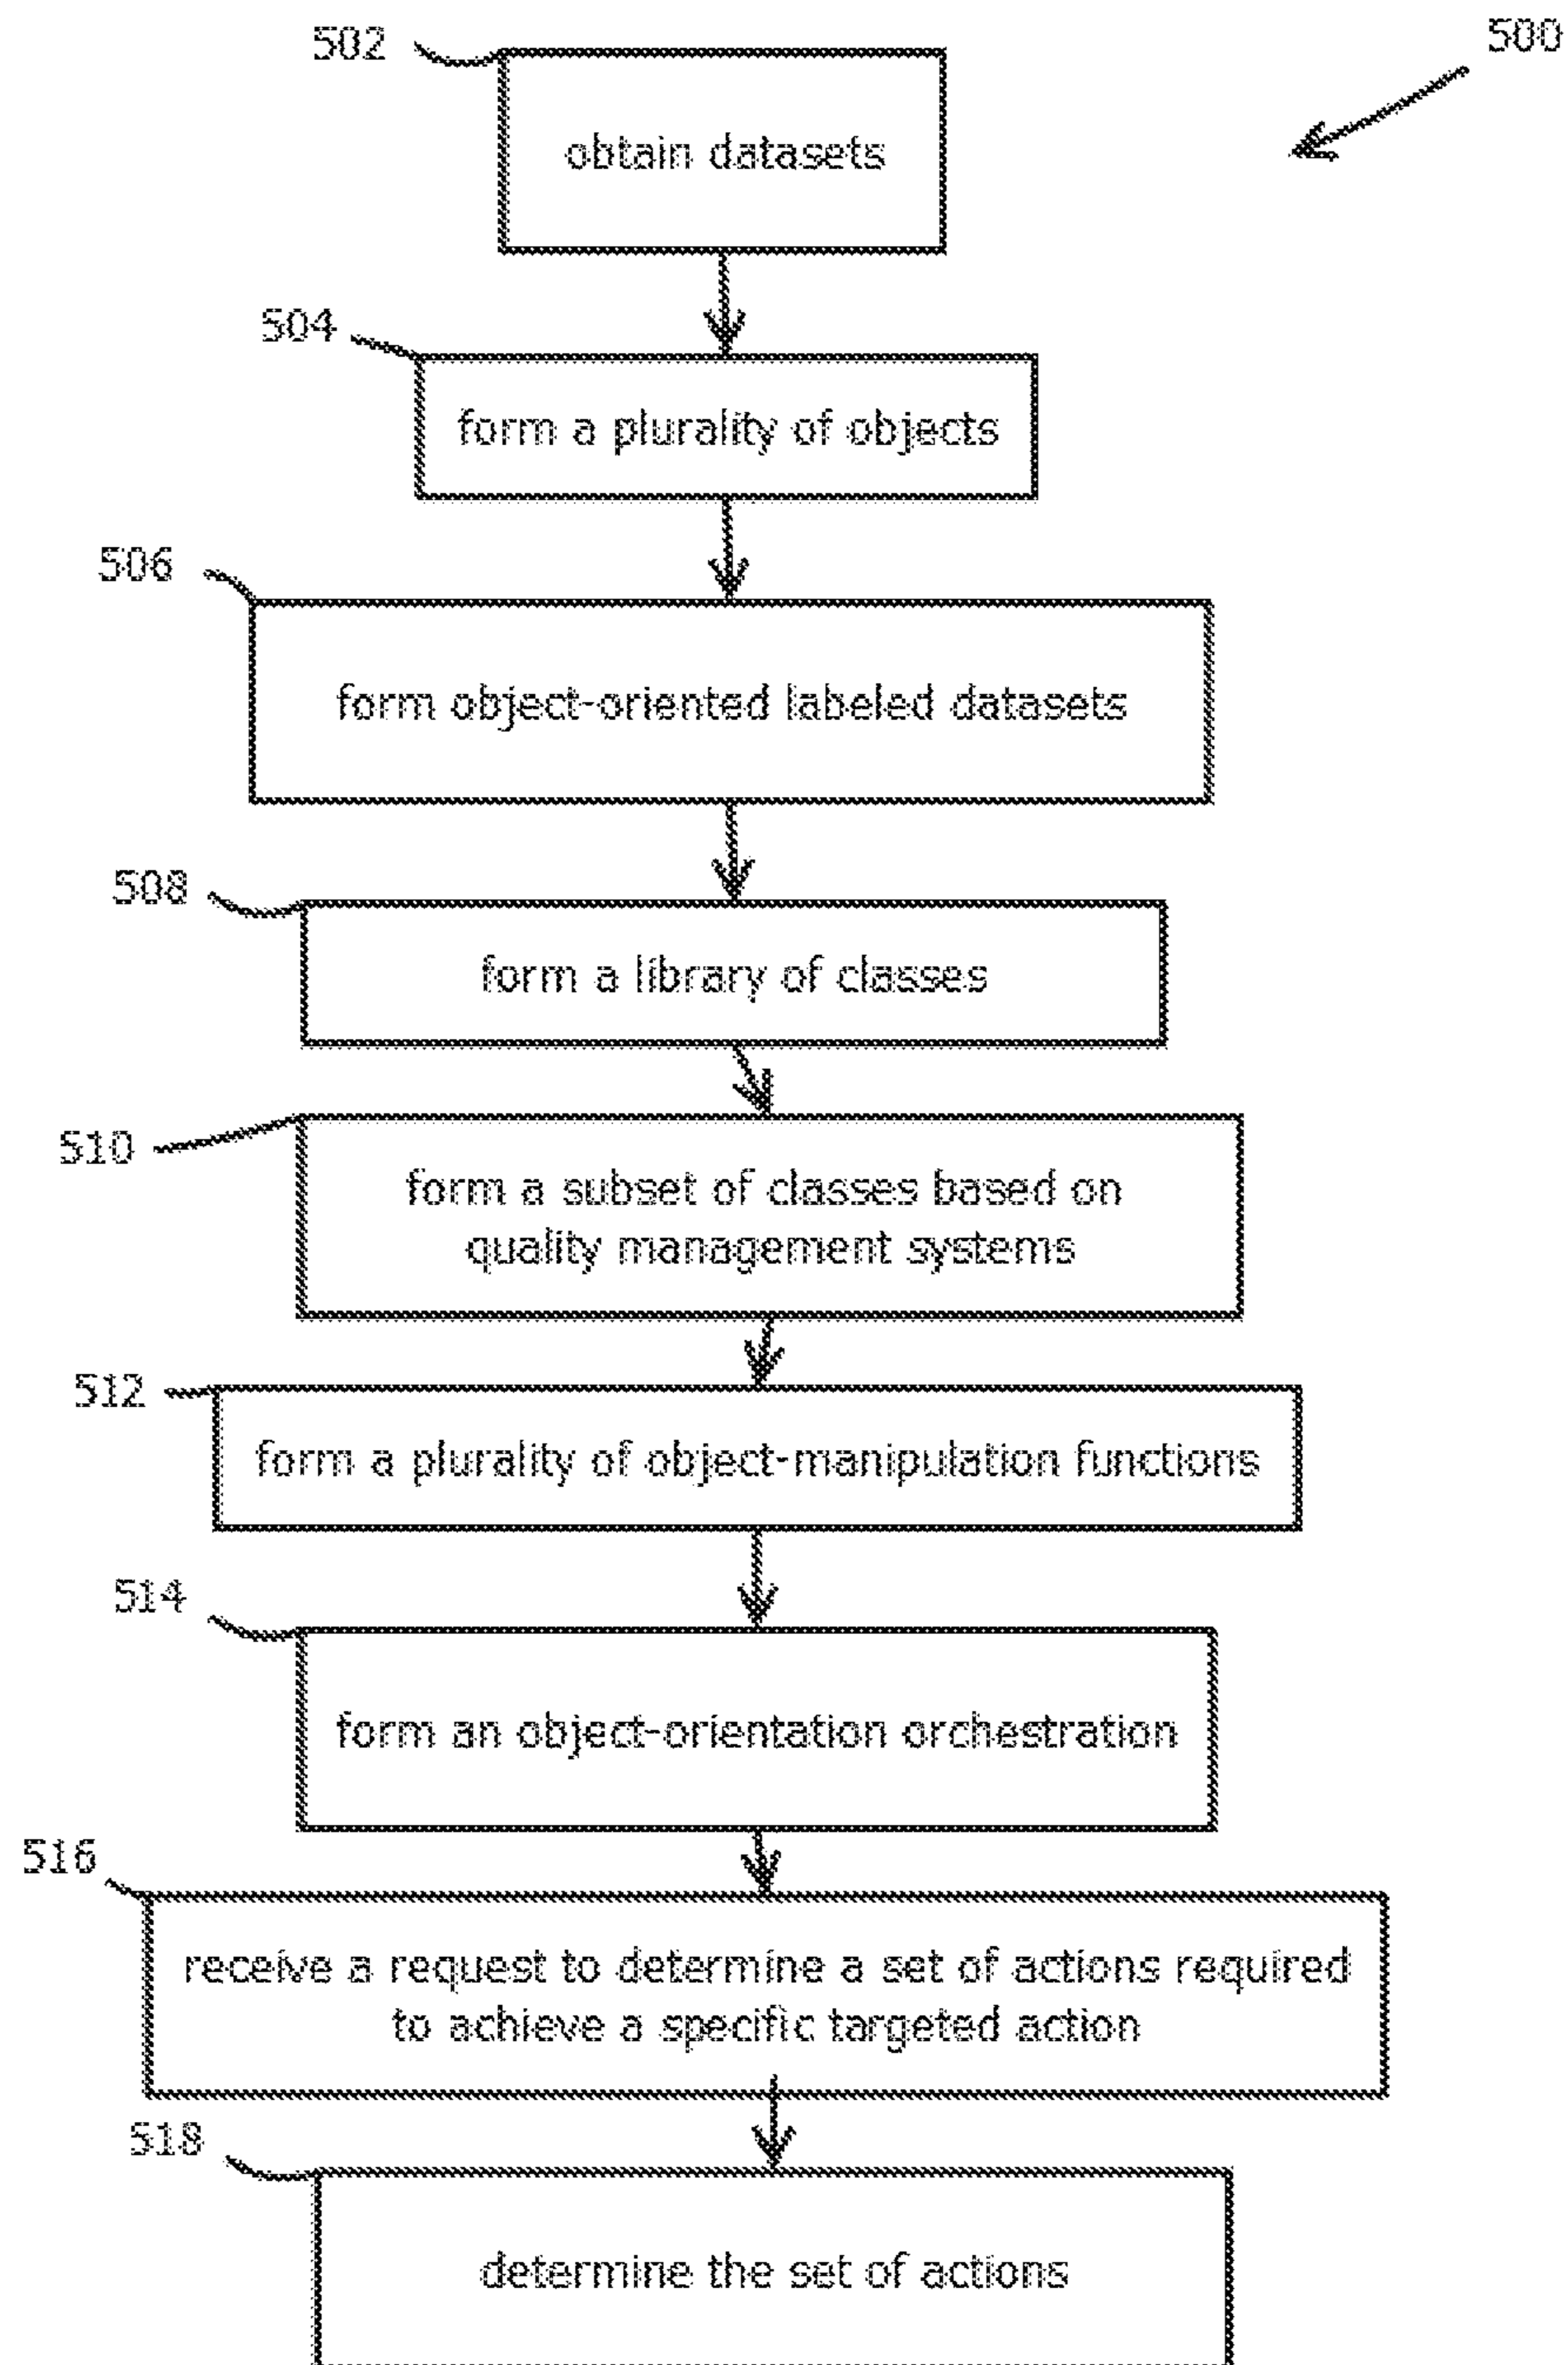 500
502
obtain datasets
504
form a plurality of objects
506
form object-oriented labeled datasets
508
form a library of classes
510
form a subset of classes based on
quality management systems
512
form a plurality of object-manipulation functions
514
form an object-orientation orchestration
516
receive a request to determine a set of actions required
to achieve a specific targeted action
518
determine the set of actions